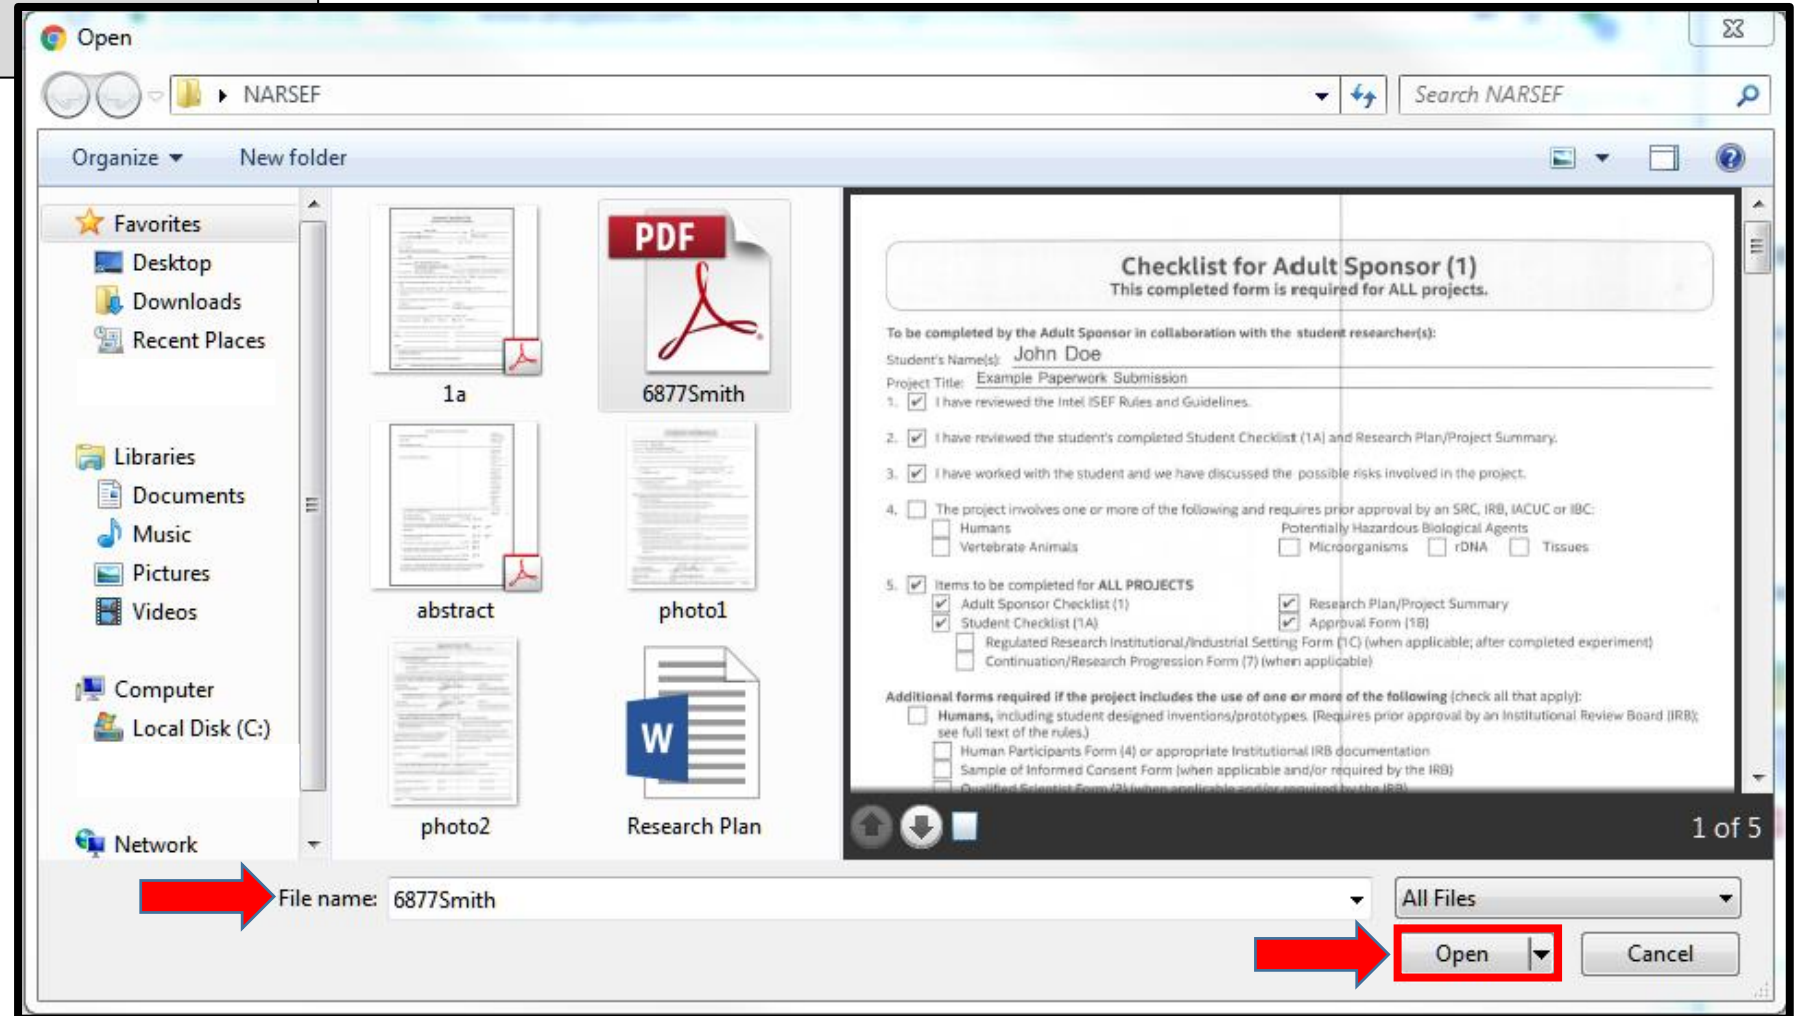 Open
NARSEF
Search NARSEF
Organize
New folder
Favorites
Desktop
Downloads
Recent Places
Libraries
Documents
Music
Pictures
Videos
Computer
Local Disk (C:)
Network
1a
PDF
6877Smith
abstract
photo1
photo2
W
Research Plan
Checklist for Adult Sponsor (1)
This completed form is required for ALL projects.
To be completed by the Adult Sponsor in collaboration with the student researcher(s):
Student's Name(s): John Doe
Project Title: Example Paperwork Submission
1. I have reviewed the Intel ISEF Rules and Guidelines.
2. I have reviewed the student's completed Student Checklist (1A) and Research Plan/Project Summary.
3. I have worked with the student and we have discussed the possible risks involved in the project.
4. The project involves one or more of the following and requires prior approval by an SRC, IRB, IACUC or IBC:
Humans Potentially Hazardous Biological Agents
Vertebrate Animals Microorganisms rDNA Tissues
5. Items to be completed for ALL PROJECTS
Adult Sponsor Checklist (1) Research Plan/Project Summary
Student Checklist (1A) Approval Form (1B)
Regulated Research Institutional/Industrial Setting Form (1C) (when applicable; after completed experiment)
Continuation/Research Progression Form (7) (when applicable)
Additional forms required if the project includes the use of one or more of the following (check all that apply):
Humans, including student designed inventions/prototypes. (Requires prior approval by an Institutional Review Board (IRB);
see full text of the rules.)
Human Participants Form (4) or appropriate Institutional IRB documentation
Sample of Informed Consent Form (when applicable and/or required by the IRB)
Qualified Scientist Form (2) (when applicable and/or required by the IRB)
1 of 5
File name: 6877Smith
All Files
Open
Cancel